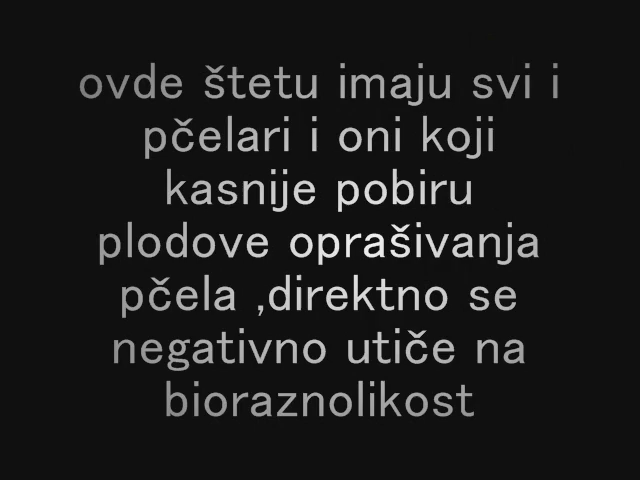 ovde štetu imaju svi i
pčelari i oni koji
kasnije pobiru
plodove oprašivanja
pčela ,direktno se
negativno utiče na
bioraznolikost